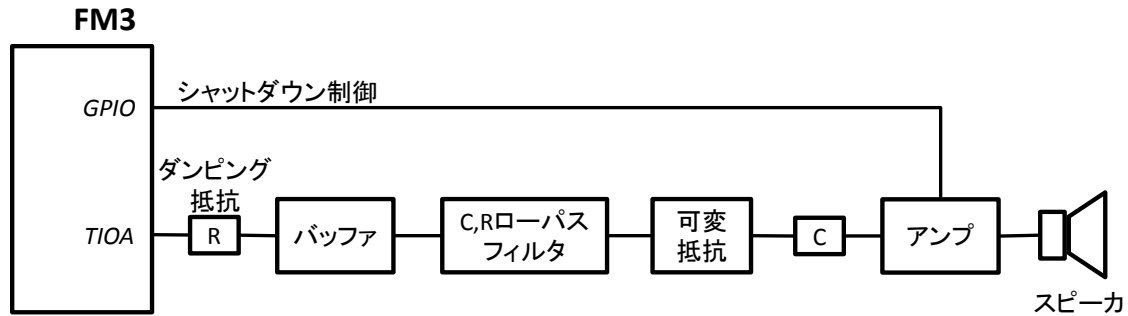 FM3
GPIO
シャットダウン制御
ダンピング
抵抗
TIOA
R
バッファ
C,Rローパス
フィルタ
可変
抵抗
C
アンプ
スピーカ